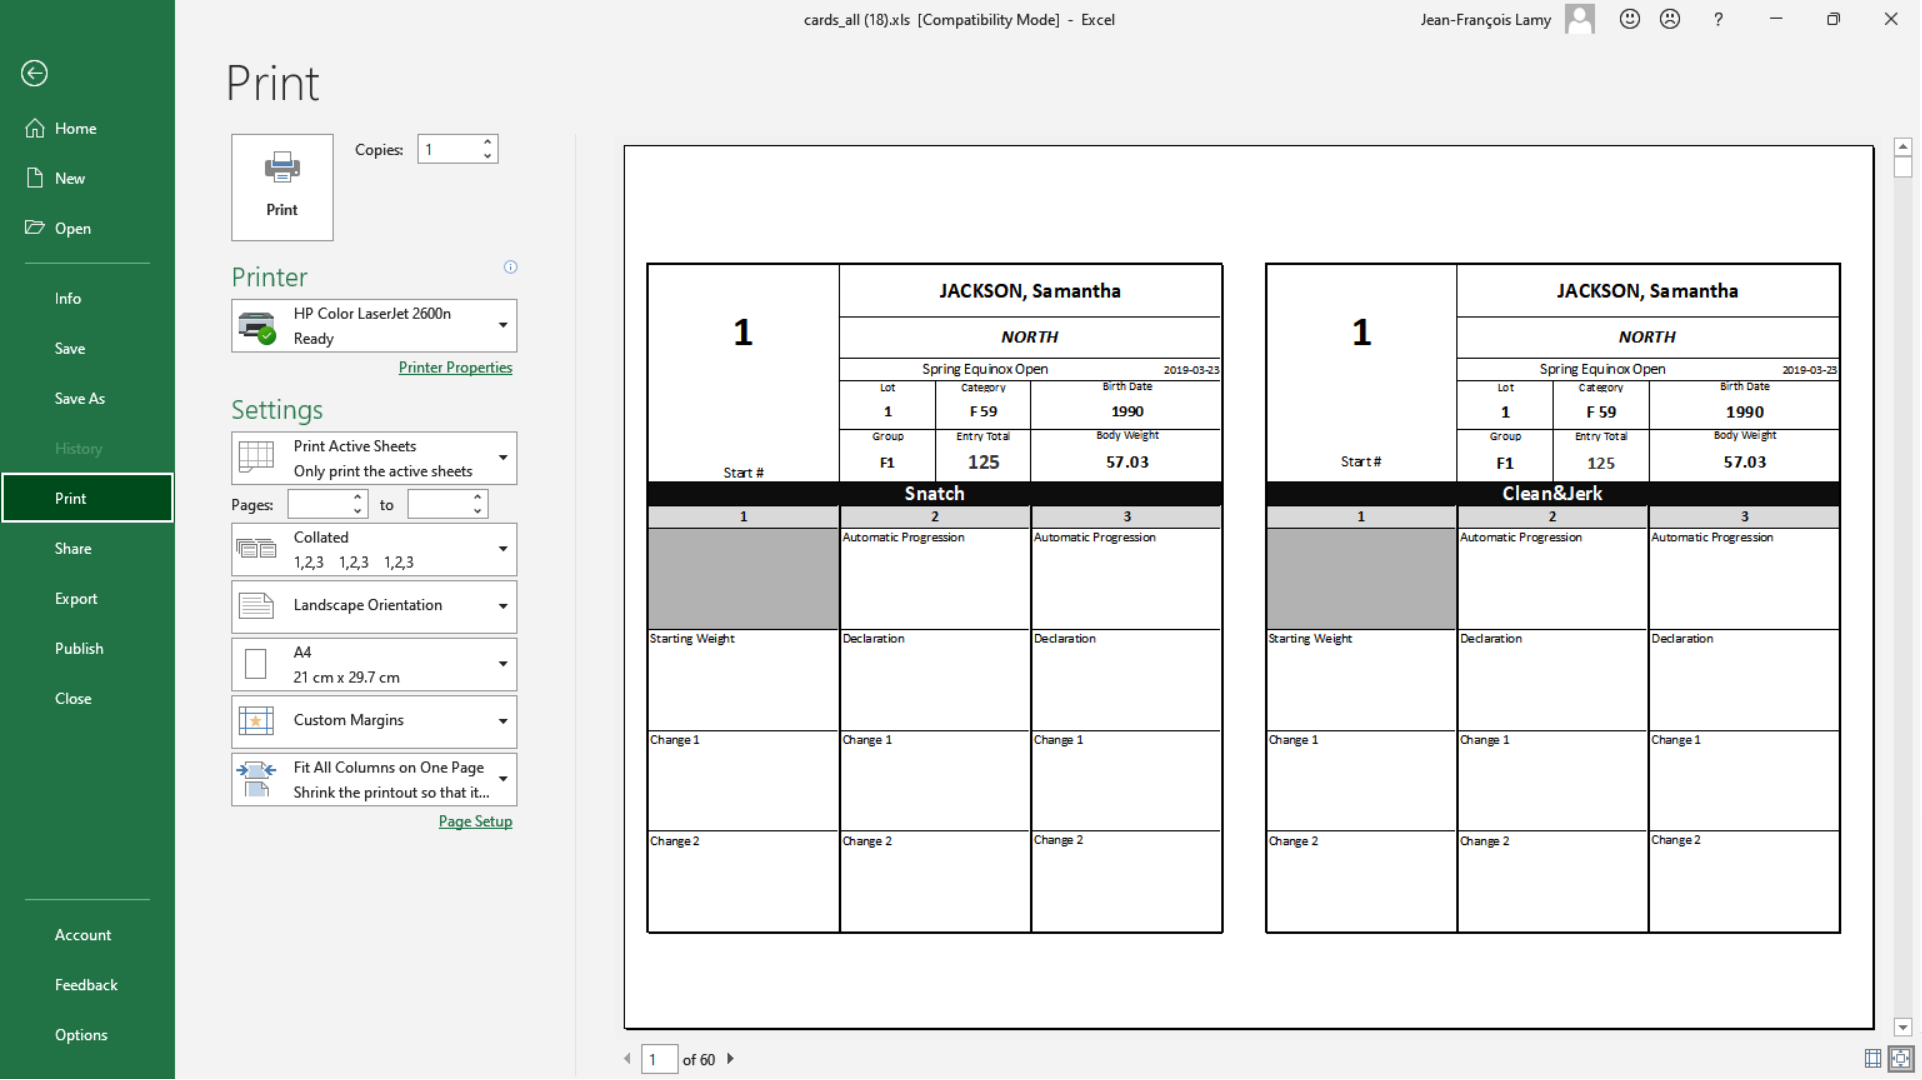 cards_all (18).xls [Compatibility Mode] - Excel
Jean-François Lamy
?
Print
Home
New
Open
Info
Save
Save As
History
Print
Share
Export
Publish
Close
Account
Feedback
Options
Print
Copies: 1
Printer
HP Color LaserJet 2600n
Ready
Printer Properties
Settings
Print Active Sheets
Only print the active sheets
Pages: to
Collated
1,2,3 1,2,3 1,2,3
Landscape Orientation
A4
21 cm x 29.7 cm
Custom Margins
Fit All Columns on One Page
Shrink the printout so that it...
Page Setup
1
Start #
JACKSON, Samantha
NORTH
Spring Equinox Open 2019-03-23
Lot Category Birth Date
1 F 59 1990
Group Entry Total Body Weight
F1 125 57.03
Snatch
1 2 3
Automatic Progression Automatic Progression
Starting Weight Declaration Declaration
Change 1 Change 1 Change 1
Change 2 Change 2 Change 2
1
Start #
JACKSON, Samantha
NORTH
Spring Equinox Open 2019-03-23
Lot Category Birth Date
1 F 59 1990
Group Entry Total Body Weight
F1 125 57.03
Clean&Jerk
1 2 3
Automatic Progression Automatic Progression
Starting Weight Declaration Declaration
Change 1 Change 1 Change 1
Change 2 Change 2 Change 2
1 of 60